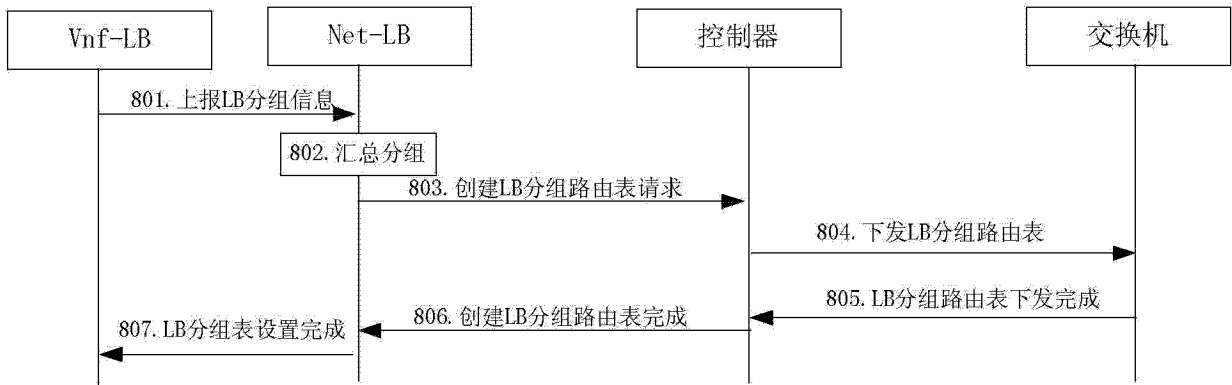 Vnf-LB
Net-LB
控制器
交换机
801.上报LB分组信息
802.汇总分组
803.创建LB分组路由表请求
804.下发LB分组路由表
805.LB分组路由表下发完成
806.创建LB分组路由表完成
807.LB分组表设置完成